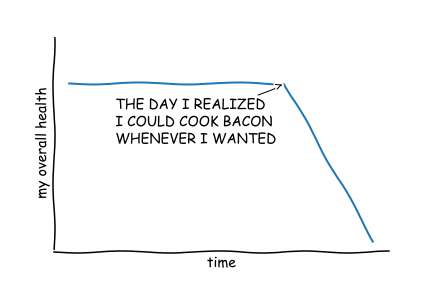 THE DAY I REALIZED
I COULD COOK BACON
WHENEVER I WANTED
my overall health
time